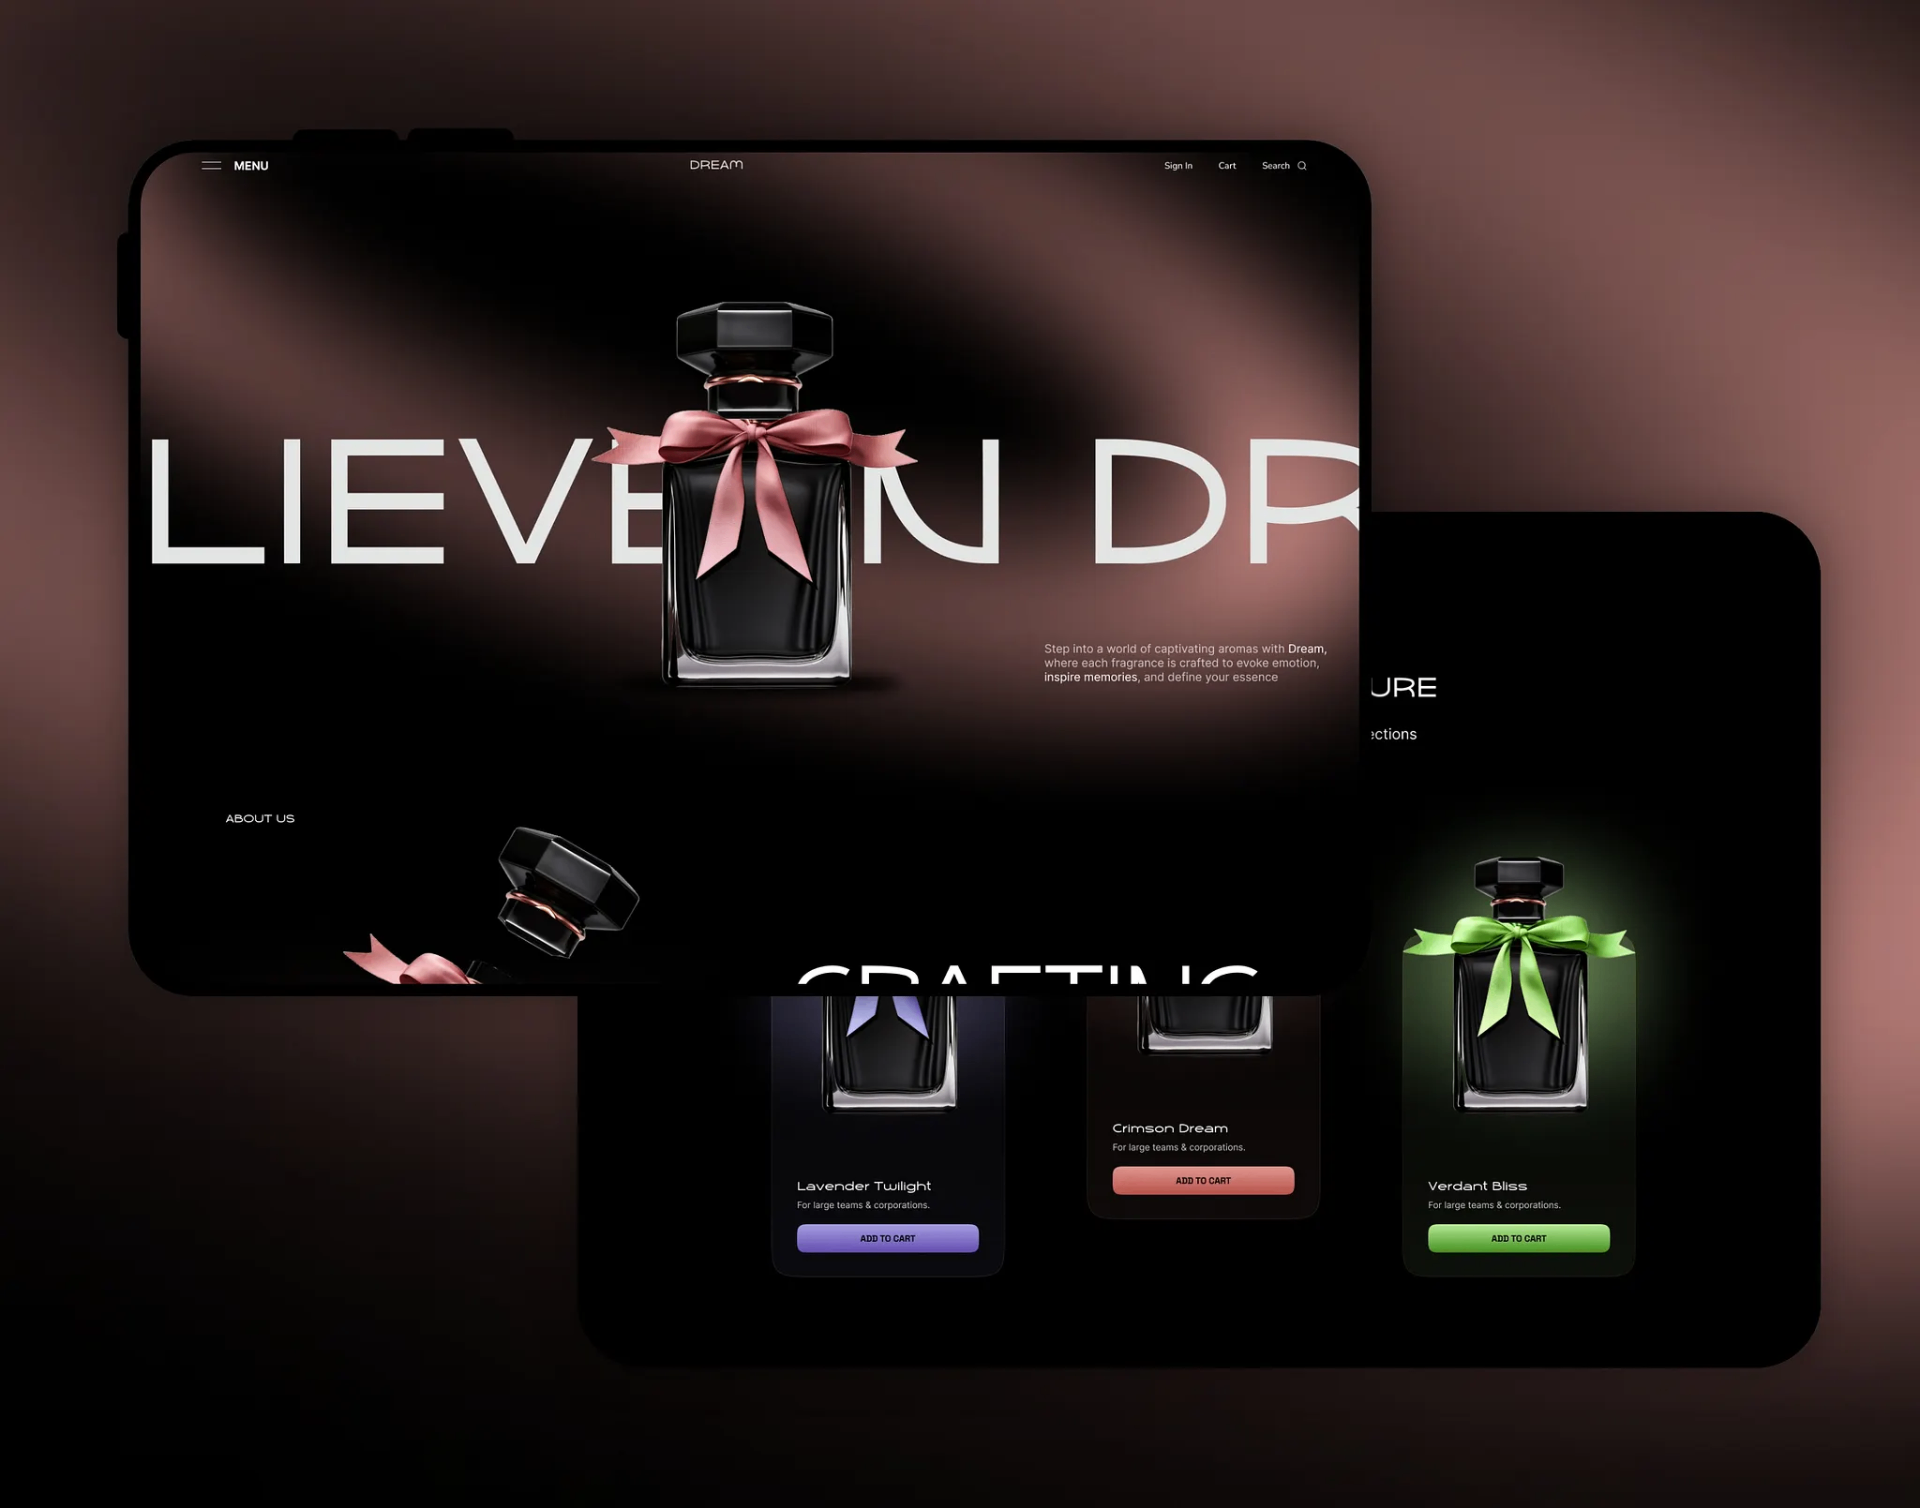 MENU
DREAM
Sign In
Cart
Search
LIEVE N DR
Step into a world of captivating aromas with Dream,
where each fragrance is crafted to evoke emotion,
inspire memories, and define your essence
URE
ections
ABOUT US
CRAFTING
Lavender Twilight
For large teams & corporations.
ADD TO CART
Crimson Dream
For large teams & corporations.
ADD TO CART
Verdant Bliss
For large teams & corporations.
ADD TO CART